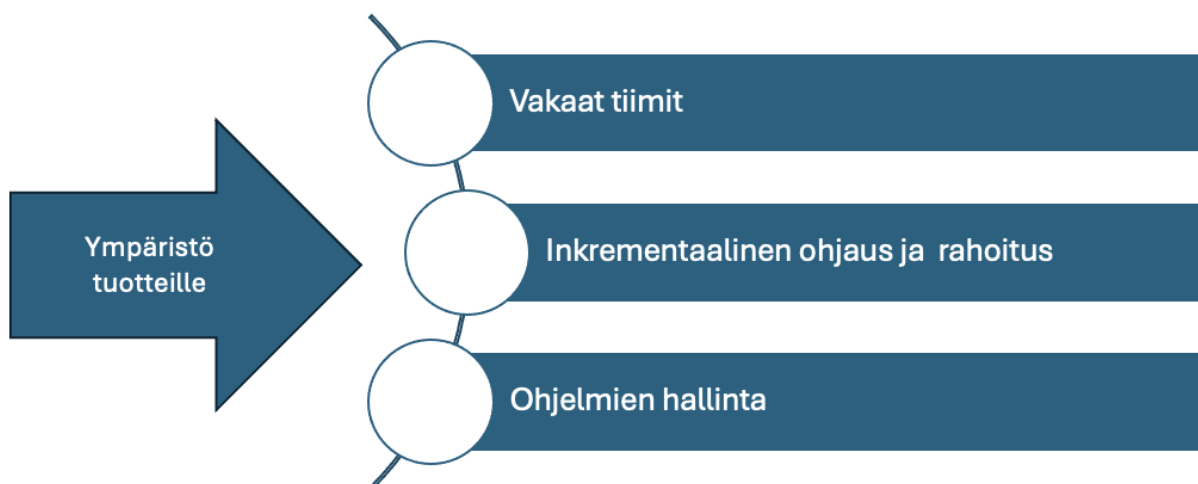 Ympäristö
tuotteille
Vakaat tiimit
Inkrementaalinen ohjaus ja  rahoitus
Ohjelmien hallinta